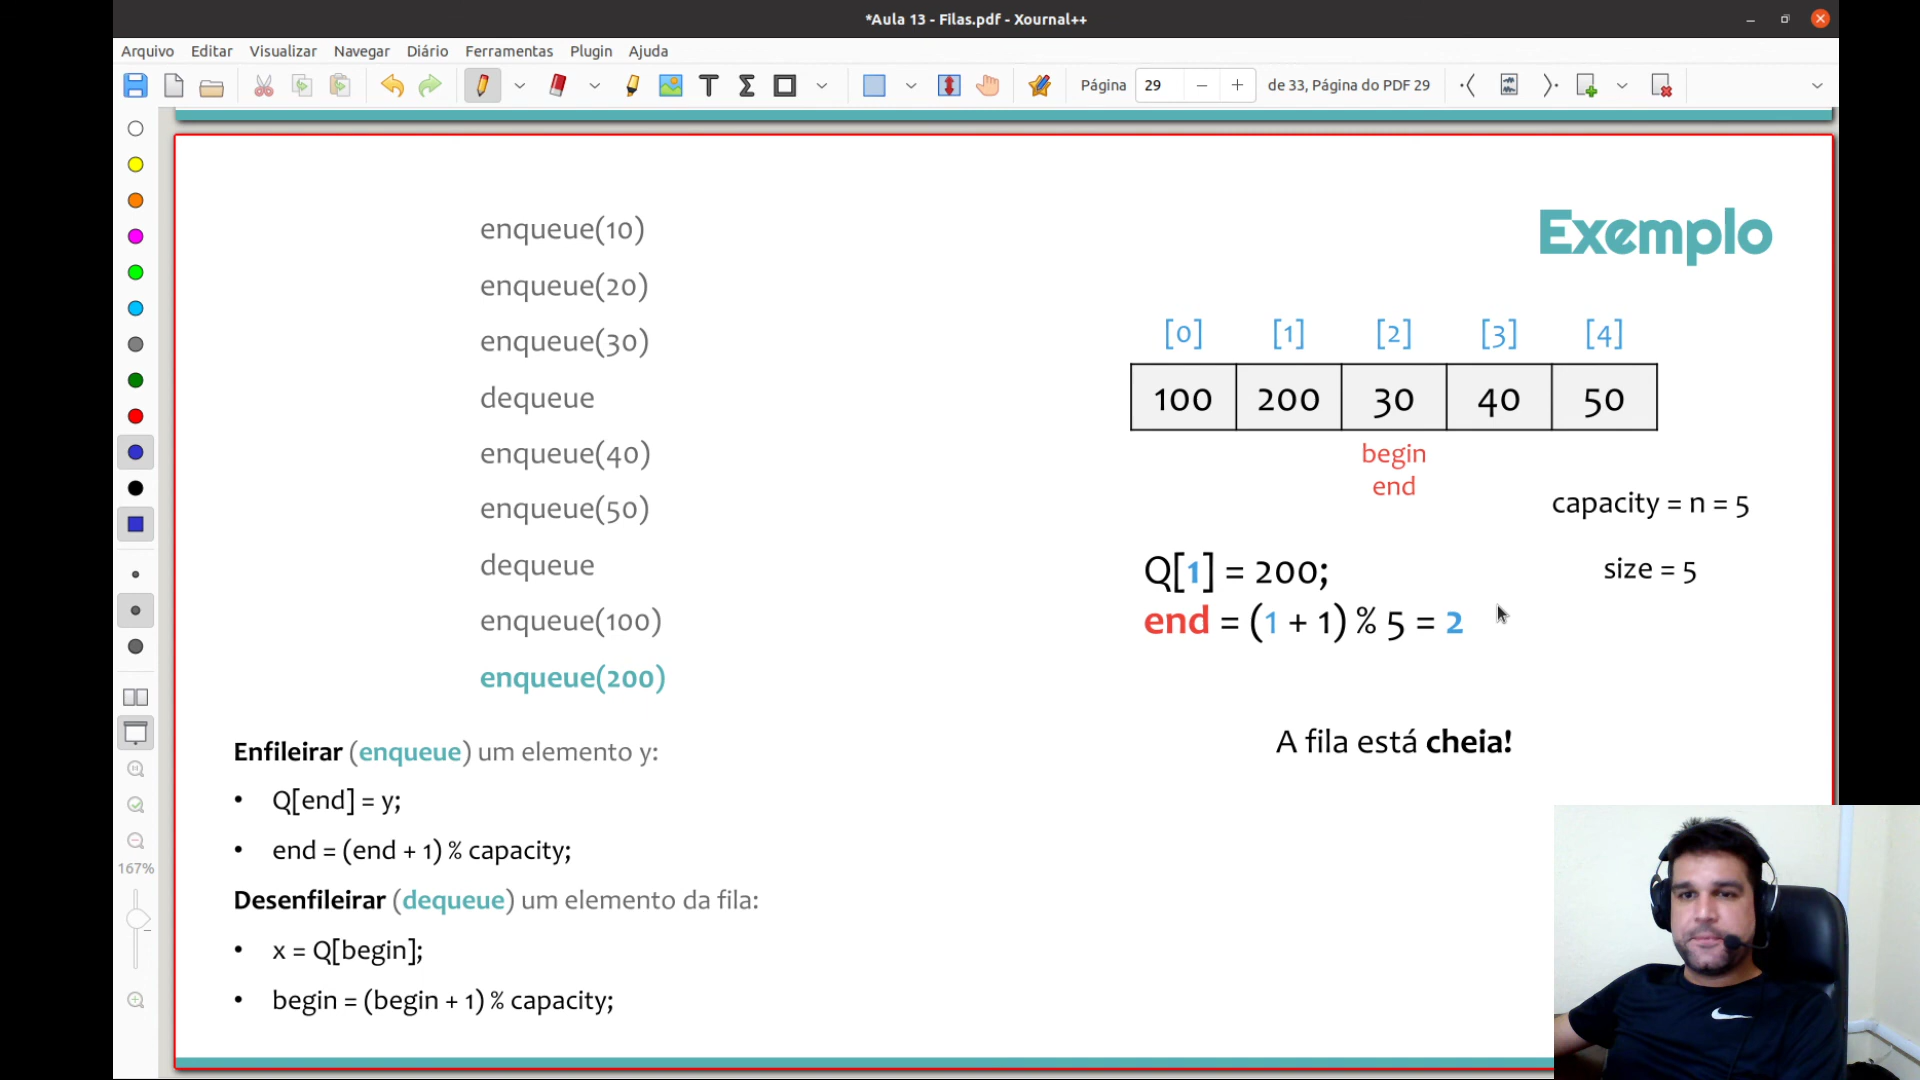 *Aula 13 - Filas.pdf - Xournal++
Arquivo Editar Visualizar Navegar Diário Ferramentas Plugin Ajuda
Página 29 de 33, Página do PDF 29
Exemplo
enqueue(10)
enqueue(20)
enqueue(30)
dequeue
enqueue(40)
enqueue(50)
dequeue
enqueue(100)
enqueue(200)
[0] [1] [2] [3] [4]
100 200 30 40 50
begin
end
capacity = n = 5
size = 5
Q[1] = 200;
end = (1 + 1) % 5 = 2
A fila está cheia!
Enfileirar (enqueue) um elemento y:
• Q[end] = y;
• end = (end + 1) % capacity;
Desenfileirar (dequeue) um elemento da fila:
• x = Q[begin];
• begin = (begin + 1) % capacity;
167%